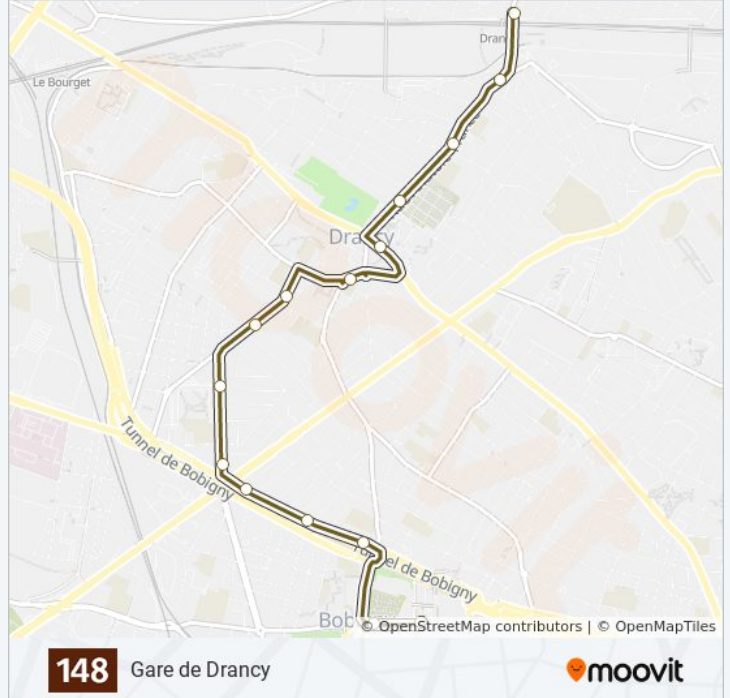 Dran
Le Bourget
Drancy
Tunnel de Bobigny
Tunnel de Bobigny
Bob
© OpenStreetMap contributors | © OpenMapTiles
148 Gare de Drancy
moovit